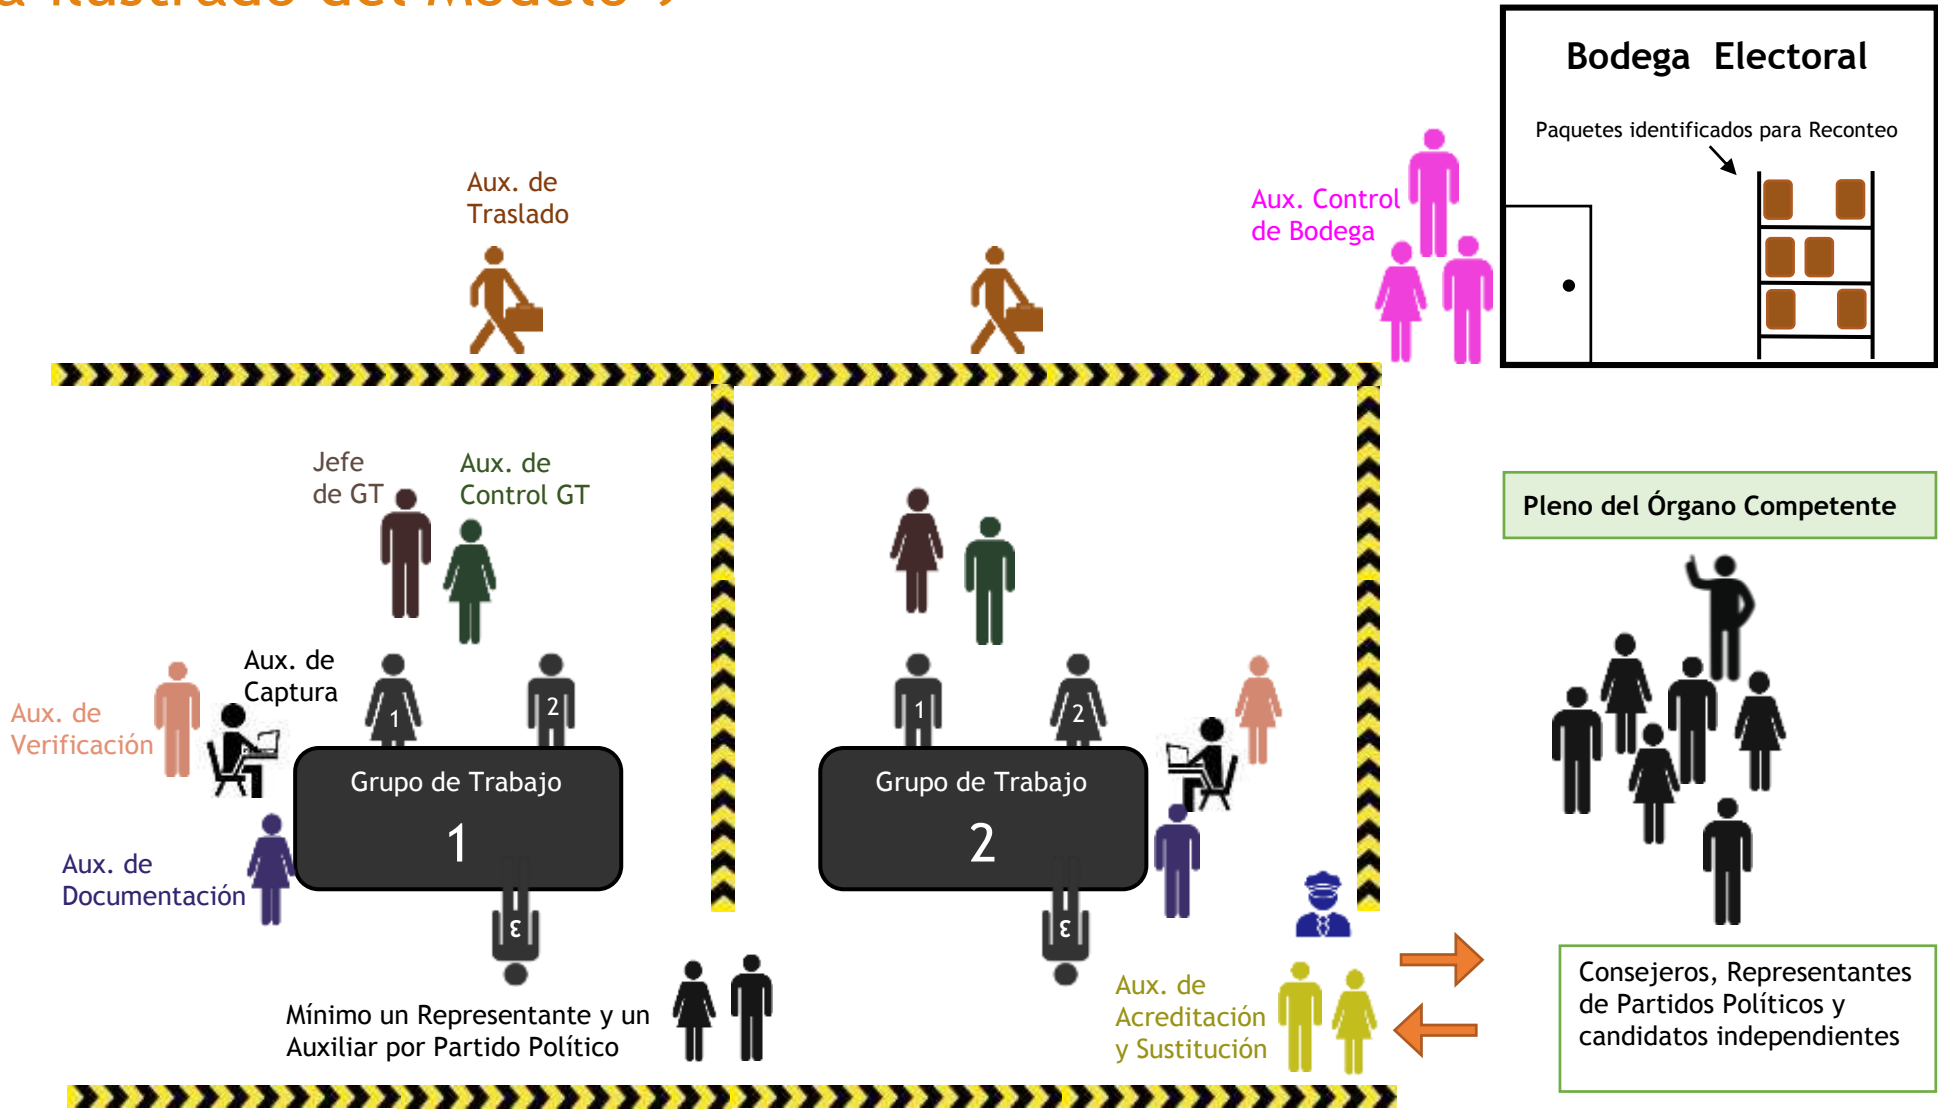 Ilustrado del Modelo
Bodega Electoral
Paquetes identificados para Reconteo
Aux. de
Traslado
Aux. Control
de Bodega
Jefe
de GT
Aux. de
Control GT
Pleno del Órgano Competente
Aux. de
Captura
Aux. de
Verificación
1
2
1
2
Grupo de Trabajo
1
Grupo de Trabajo
2
Aux. de
Documentación
3
3
Mínimo un Representante y un
Auxiliar por Partido Político
Aux. de
Acreditación
y Sustitución
Consejeros, Representantes
de Partidos Políticos y
candidatos independientes